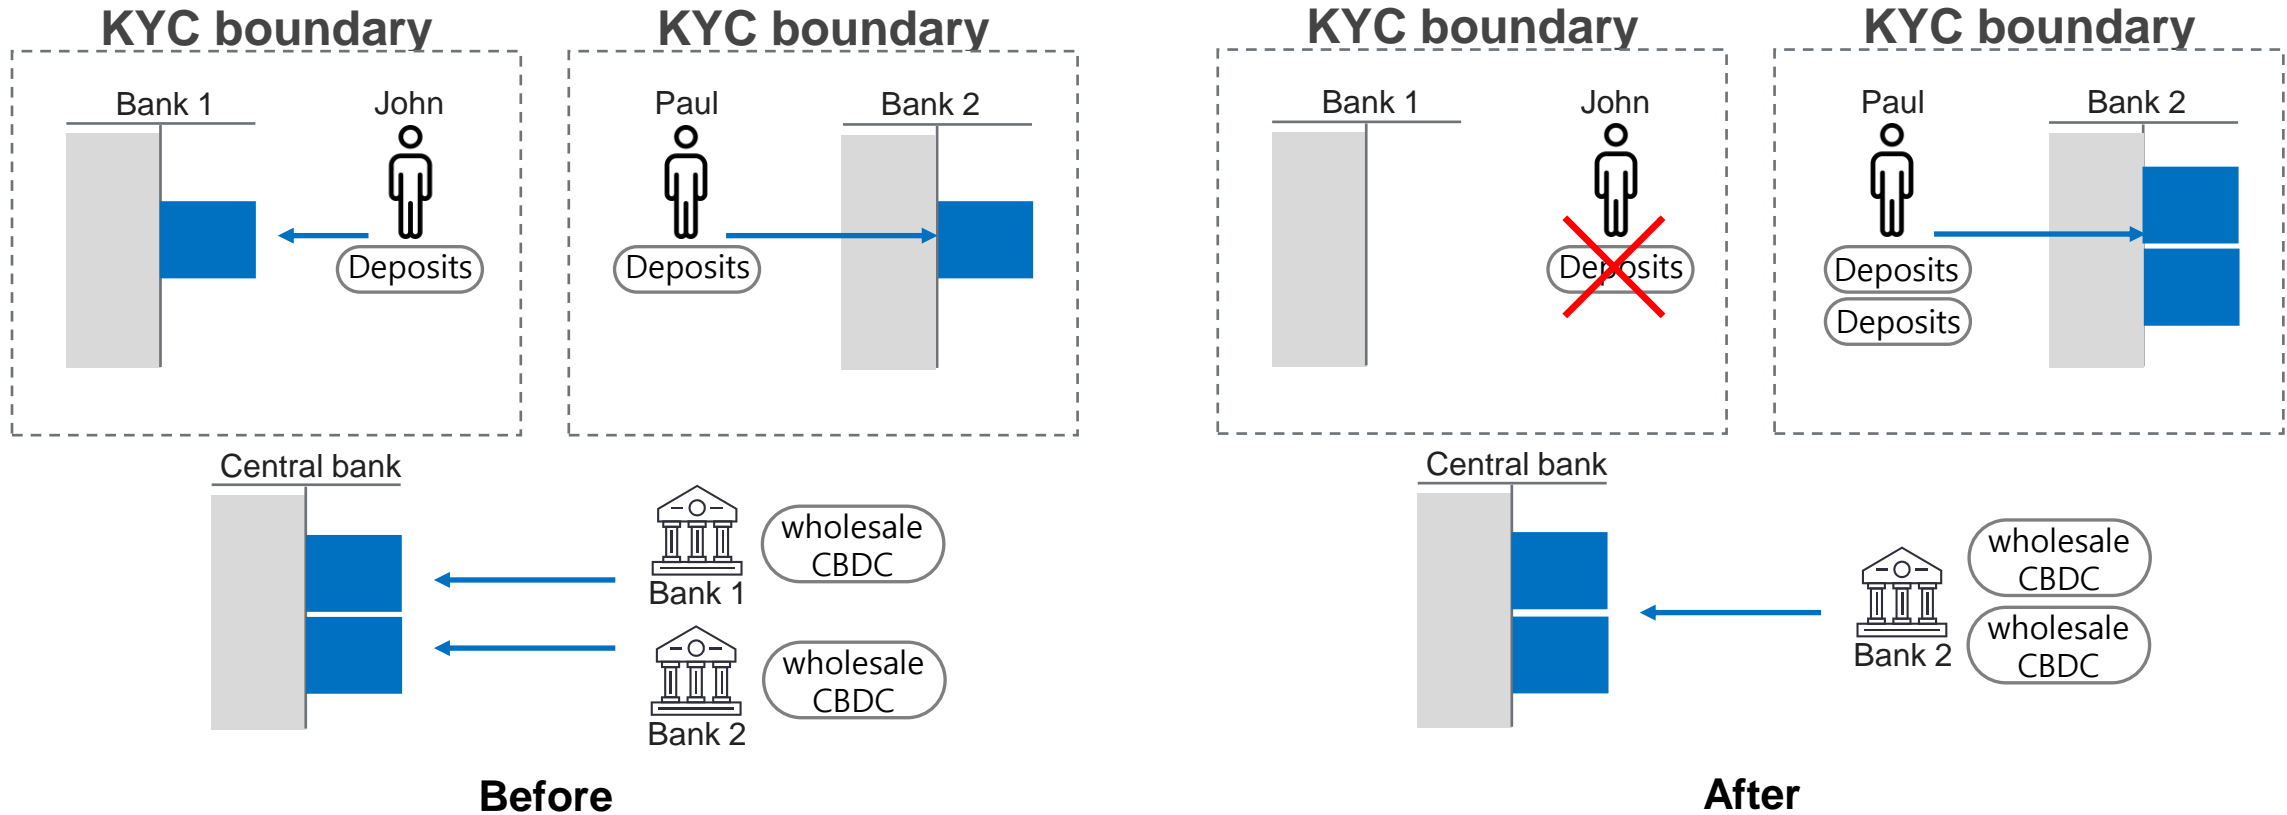 KYC boundary
KYC boundary
Bank 1
John
Paul
Bank 2
Deposits
Deposits
Central bank
wholesale
CBDC
Bank 1
wholesale
CBDC
Bank 2
Before
KYC boundary
KYC boundary
Bank 1
John
Paul
Bank 2
Deposits
Deposits
Deposits
Central bank
wholesale
CBDC
wholesale
CBDC
Bank 2
After